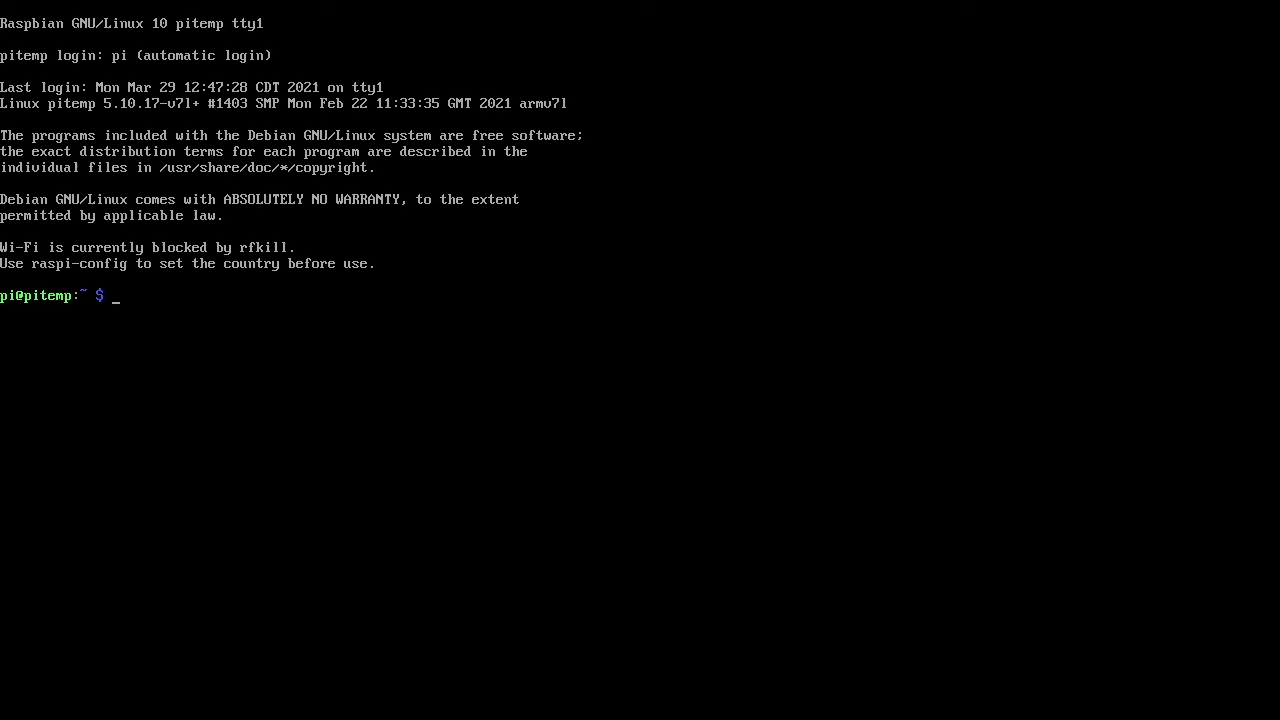 Raspbian GNU/Linux 10 pitemp tty1
pitemp login: pi (automatic login)
Last login: Mon Mar 29 12:47:28 CDT 2021 on tty1
Linux pitemp 5.10.17-v7l+ #1403 SMP Mon Feb 22 11:33:35 GMT 2021 armv7l
The programs included with the Debian GNU/Linux system are free software;
the exact distribution terms for each program are described in the
individual files in /usr/share/doc/*/copyright.
Debian GNU/Linux comes with ABSOLUTELY NO WARRANTY, to the extent
permitted by applicable law.
Wi-Fi is currently blocked by rfkill.
Use raspi-config to set the country before use.
pi@pitemp:~ $ _